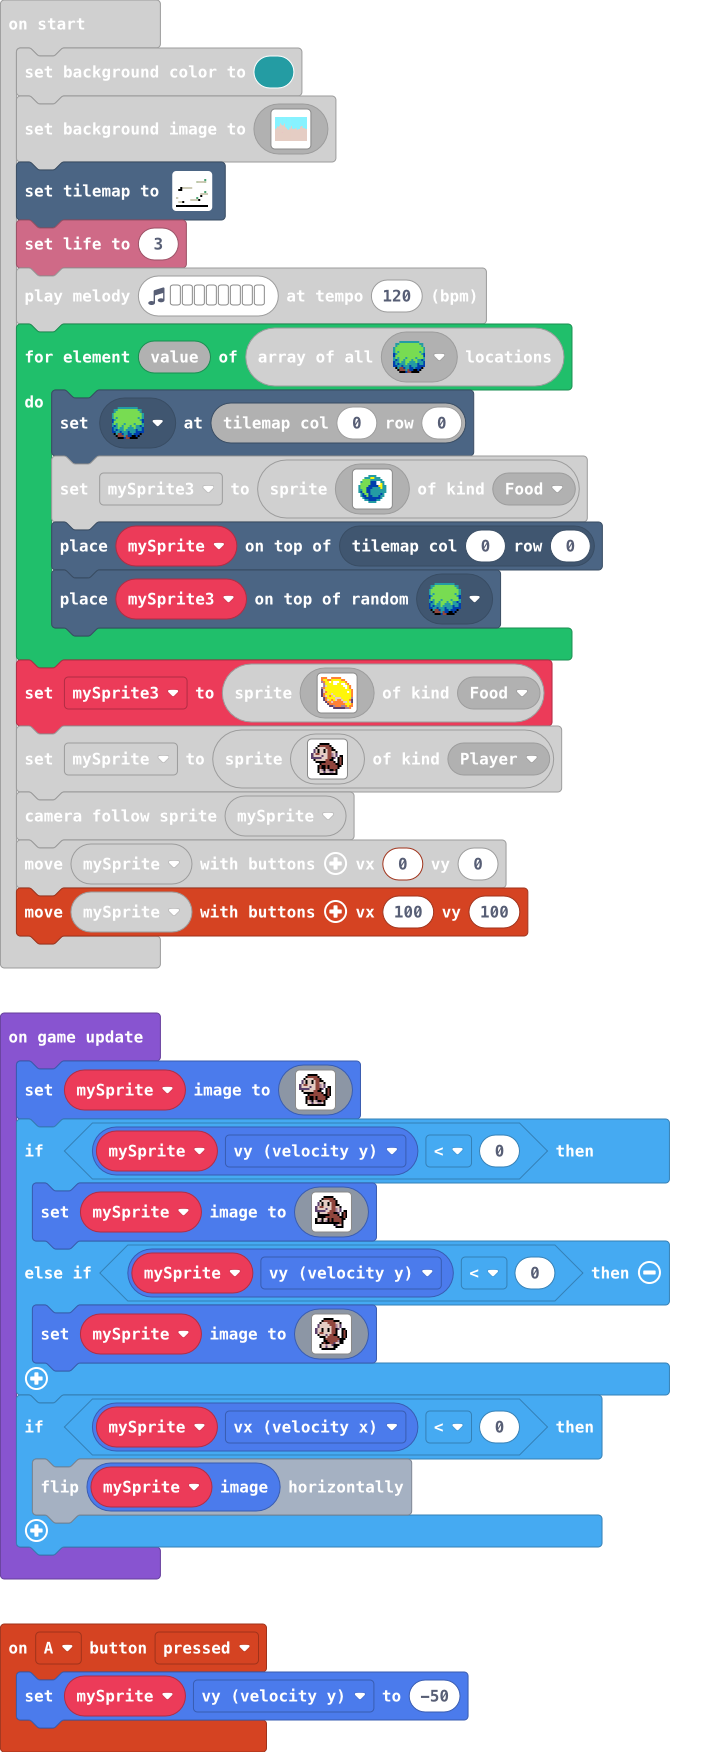 on start
set background color to
set background image to
set tilemap to
set life to 3
play melody at tempo 120 (bpm)
for element value of array of all locations
do
set at tilemap col 0 row 0
set mySprite3 to sprite of kind Food
place mySprite on top of tilemap col 0 row 0
place mySprite3 on top of random
set mySprite3 to sprite of kind Food
set mySprite to sprite of kind Player
camera follow sprite mySprite
move mySprite with buttons vx 0 vy 0
move mySprite with buttons vx 100 vy 100
on game update
set mySprite image to
if mySprite vy (velocity y) < 0 then
set mySprite image to
else if mySprite vy (velocity y) < 0 then
set mySprite image to
if mySprite vx (velocity x) < 0 then
flip mySprite image horizontally
on A button pressed
set mySprite vy (velocity y) to -50